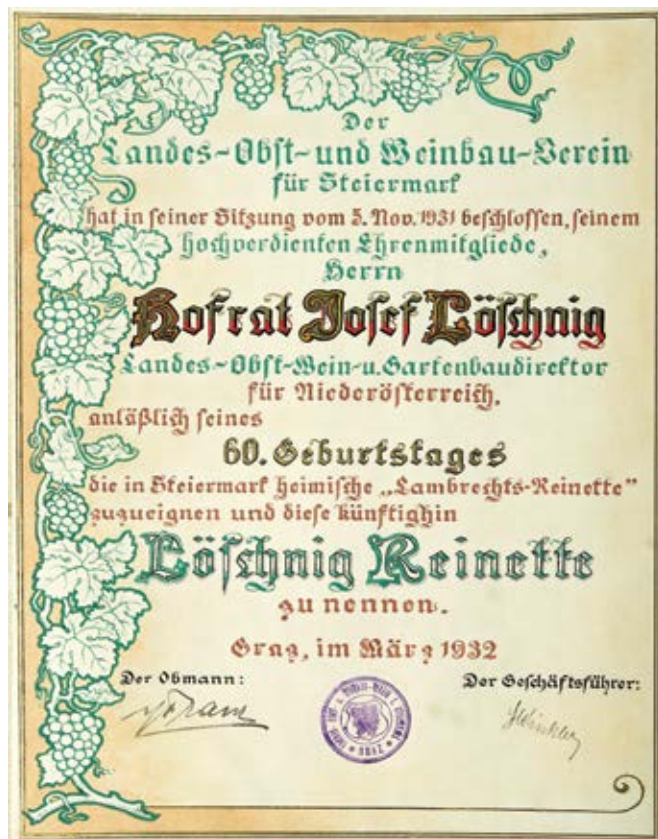 Der
Landes-Obst-und Weinbau-Verein
für Steiermark
hat in seiner Sitzung vom 5. Nov. 1931 beschlossen, seinem
hochverdienten Ehrenmitgliede,
Herrn
Hofrat Josef Löschnig
Landes-Obst-Wein-u. Gartenbaudirektor
für Niederösterreich,
anläßlich seines
60. Geburtstages
die in Steiermark heimische „Lambrechts-Reinette"
zuzueignen und diese künftighin
Löschnig Reinette
zu nennen.
Graz, im März 1932
Der Obmann:
Der Geschäftsführer:
GRAZ